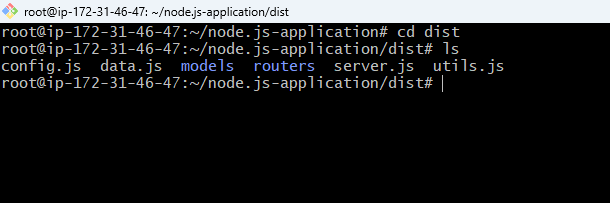 root@ip-172-31-46-47: ~/node.js-application/dist
root@ip-172-31-46-47:~/node.js-application# cd dist
root@ip-172-31-46-47:~/node.js-application/dist# ls
config.js  data.js  models  routers  server.js  utils.js
root@ip-172-31-46-47:~/node.js-application/dist#